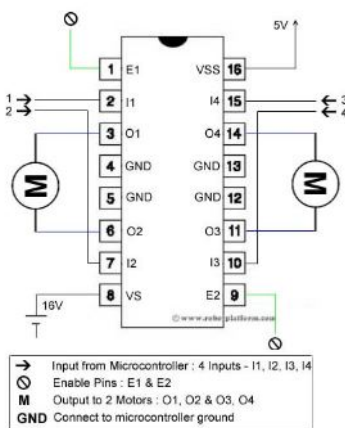 5V
1 E1 VSS 16
1 2 I1 I4 15 3
2 4
3 O1 O4 14
4 GND GND 13
M M
5 GND GND 12
6 O2 O3 11
7 I2 I3 10
16V 8 VS E2 9
© www.roboplatform.com
Input from Microcontroller : 4 Inputs - I1, I2, I3, I4
Enable Pins : E1 & E2
M Output to 2 Motors : O1, O2 & O3, O4
GND Connect to microcontroller ground